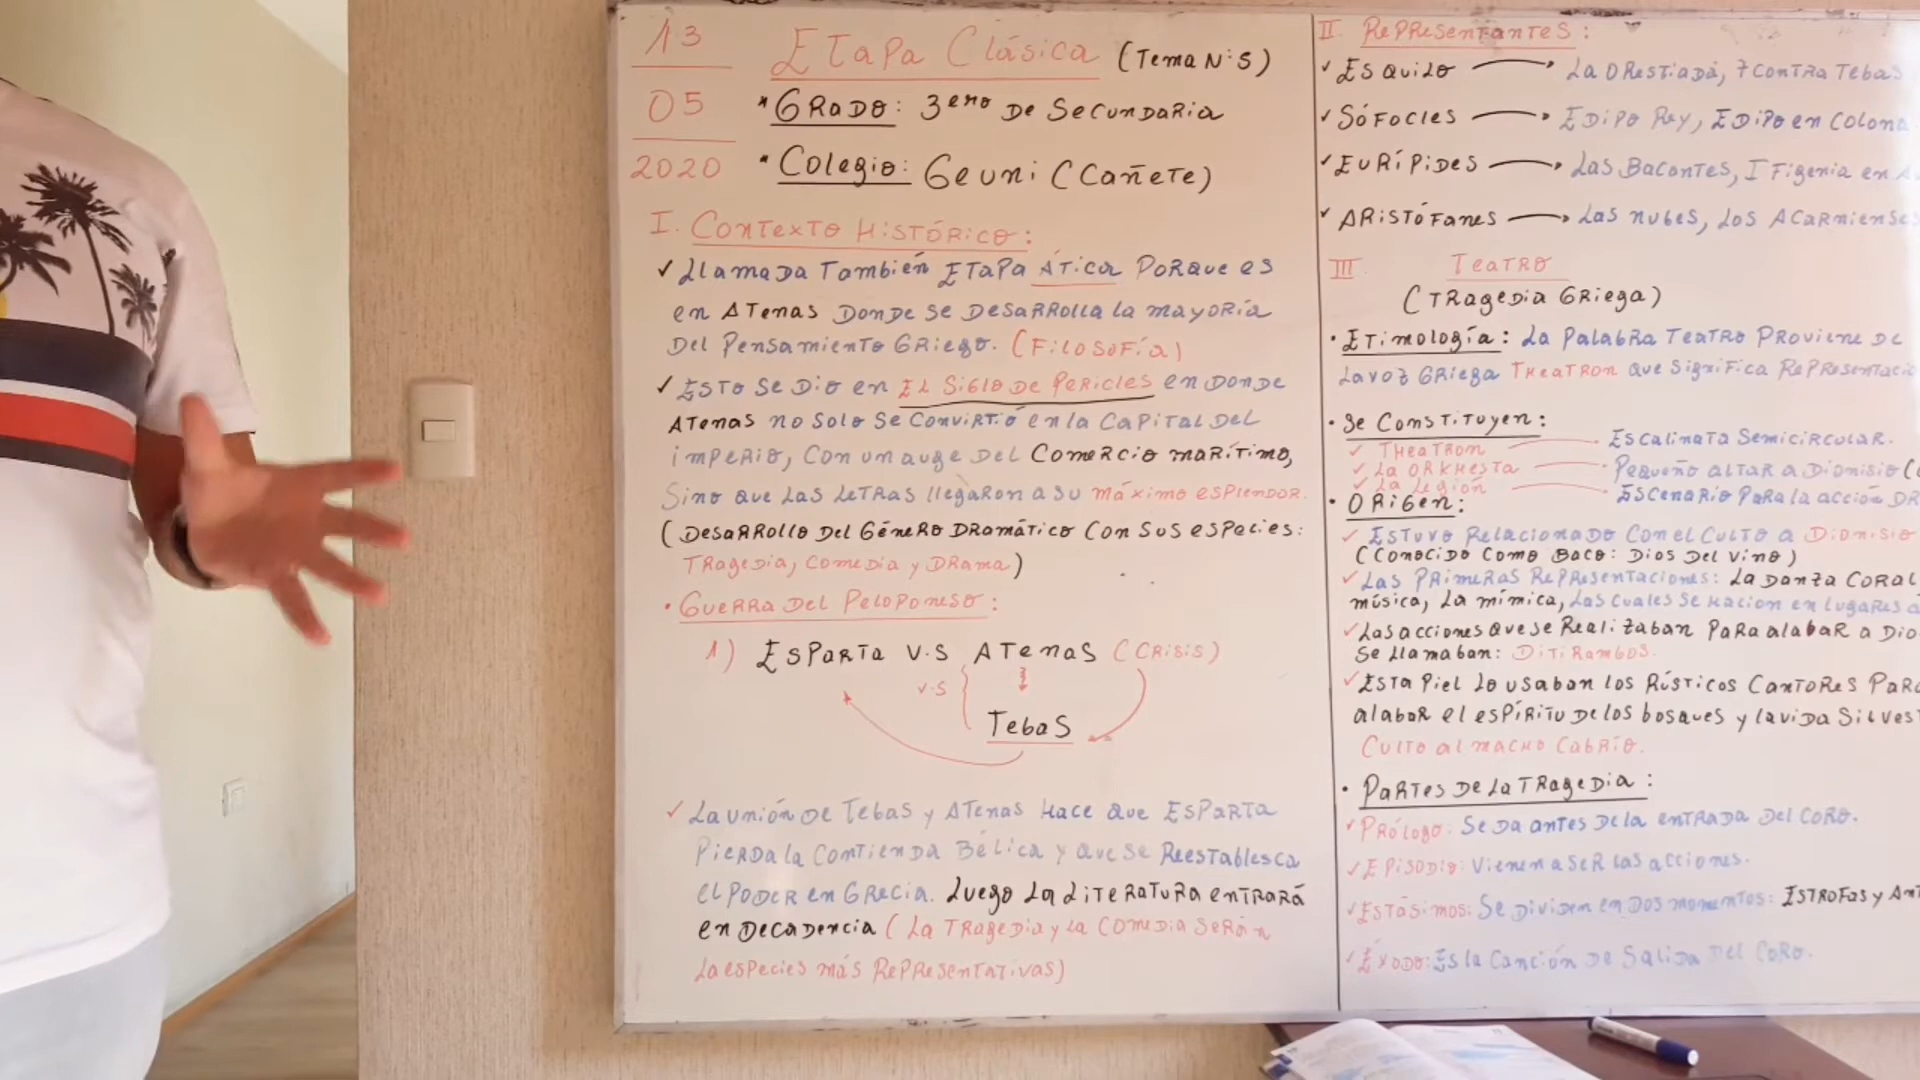 13
05
2020
Etapa Clásica (Tema N:5)
* Grado: 3ero de Secundaria
* Colegio: Geuni (Cañete)
I. Contexto Histórico:
✓ Llamada también Etapa Ática porque es
en Atenas donde se desarrolla la mayoría
del pensamiento griego. (Filosofía)
✓ Esto se dio en el Siglo de Pericles en donde
Atenas no solo se convirtió en la capital del
imperio, con un auge del comercio marítimo,
Sino que las letras llegaron a su máximo esplendor.
(Desarrollo del género dramático con sus especies:
Tragedia, Comedia y Drama)
• Guerra del Peloponeso:
1) Esparta V.S Atenas (Crisis)
V.S
Tebas
✓ La unión de Tebas y Atenas hace que Esparta
pierda la contienda bélica y que se reestablesca
el poder en Grecia. Luego la literatura entrará
en decadencia (La tragedia y la comedia serán
la especies más representativas)
II. Representantes:
✓ Esquilo → La Orestiada, 7 contra Tebas
✓ Sófocles → Edipo Rey, Edipo en Colona
✓ Eurípides → Las Bacantes, Ifigenia en
✓ Aristófanes → Las nubes, Los Acarnienses
III. Teatro
(Tragedia Griega)
• Etimología: La palabra teatro proviene de
la voz griega Theatron que significa
• Se Constituyen:
✓ Theatron — Escalinata semicircular.
✓ La Orkhesta — Pequeño altar a Dionisio
✓ La Legión — Escenario para la acción
• Origen:
✓ Estuvo relacionado con el culto a Dionisio
(Conocido como Baco: Dios del vino)
✓ Las primeras representaciones: La danza coral
música, la mímica, las cuales se hacion en lugares
✓ Las acciones que se realizaban para alabar a
se llamaban: Ditirambos.
✓ Esta piel lo usaban los rústicos cantores para
alabar el espíritu de los bosques y la vida
Culto al macho cabrío.
• Partes de la Tragedia:
✓ Prólogo: Se da antes de la entrada del coro.
✓ Episodio: Vienen a ser las acciones.
✓ Estásimos: Se dividen en dos momentos: Estrofas y
✓ Éxodo: Es la canción de salida del coro.